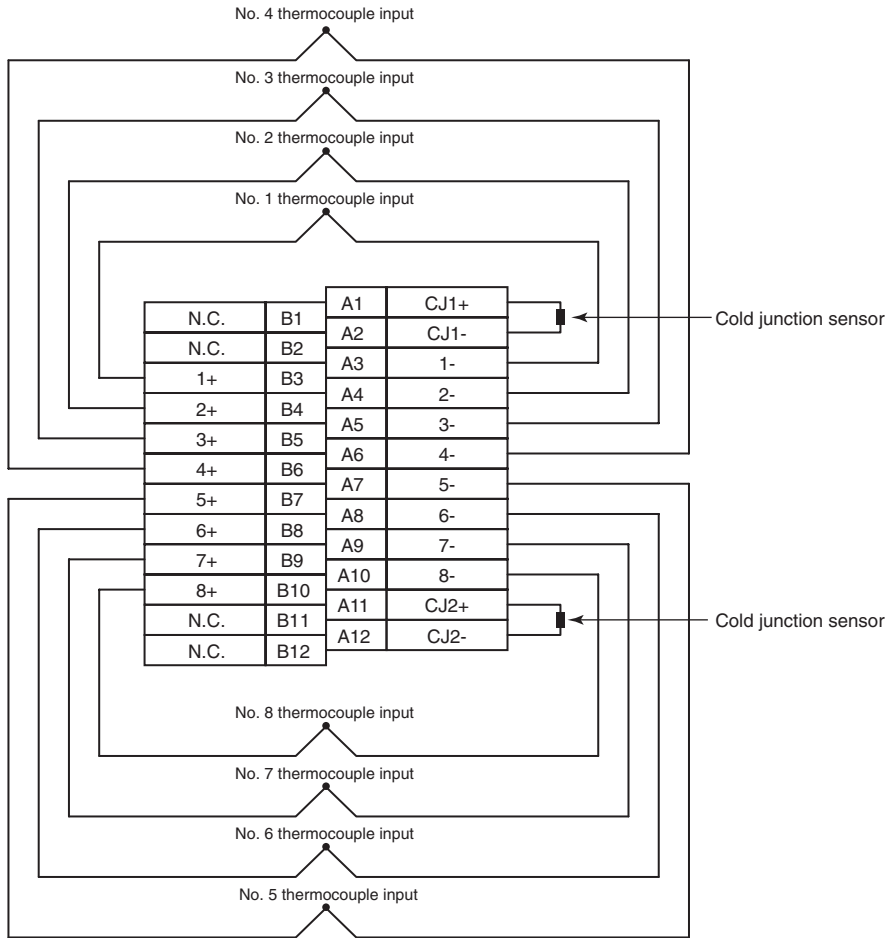 No. 4 thermocouple input
No. 3 thermocouple input
No. 2 thermocouple input
No. 1 thermocouple input
A1 CJ1+
N.C. B1
Cold junction sensor
A2 CJ1-
N.C. B2
A3 1-
1+ B3
A4 2-
2+ B4
A5 3-
3+ B5
A6 4-
4+ B6
A7 5-
5+ B7
A8 6-
6+ B8
A9 7-
7+ B9
A10 8-
8+ B10
A11 CJ2+
N.C. B11
Cold junction sensor
A12 CJ2-
N.C. B12
No. 8 thermocouple input
No. 7 thermocouple input
No. 6 thermocouple input
No. 5 thermocouple input